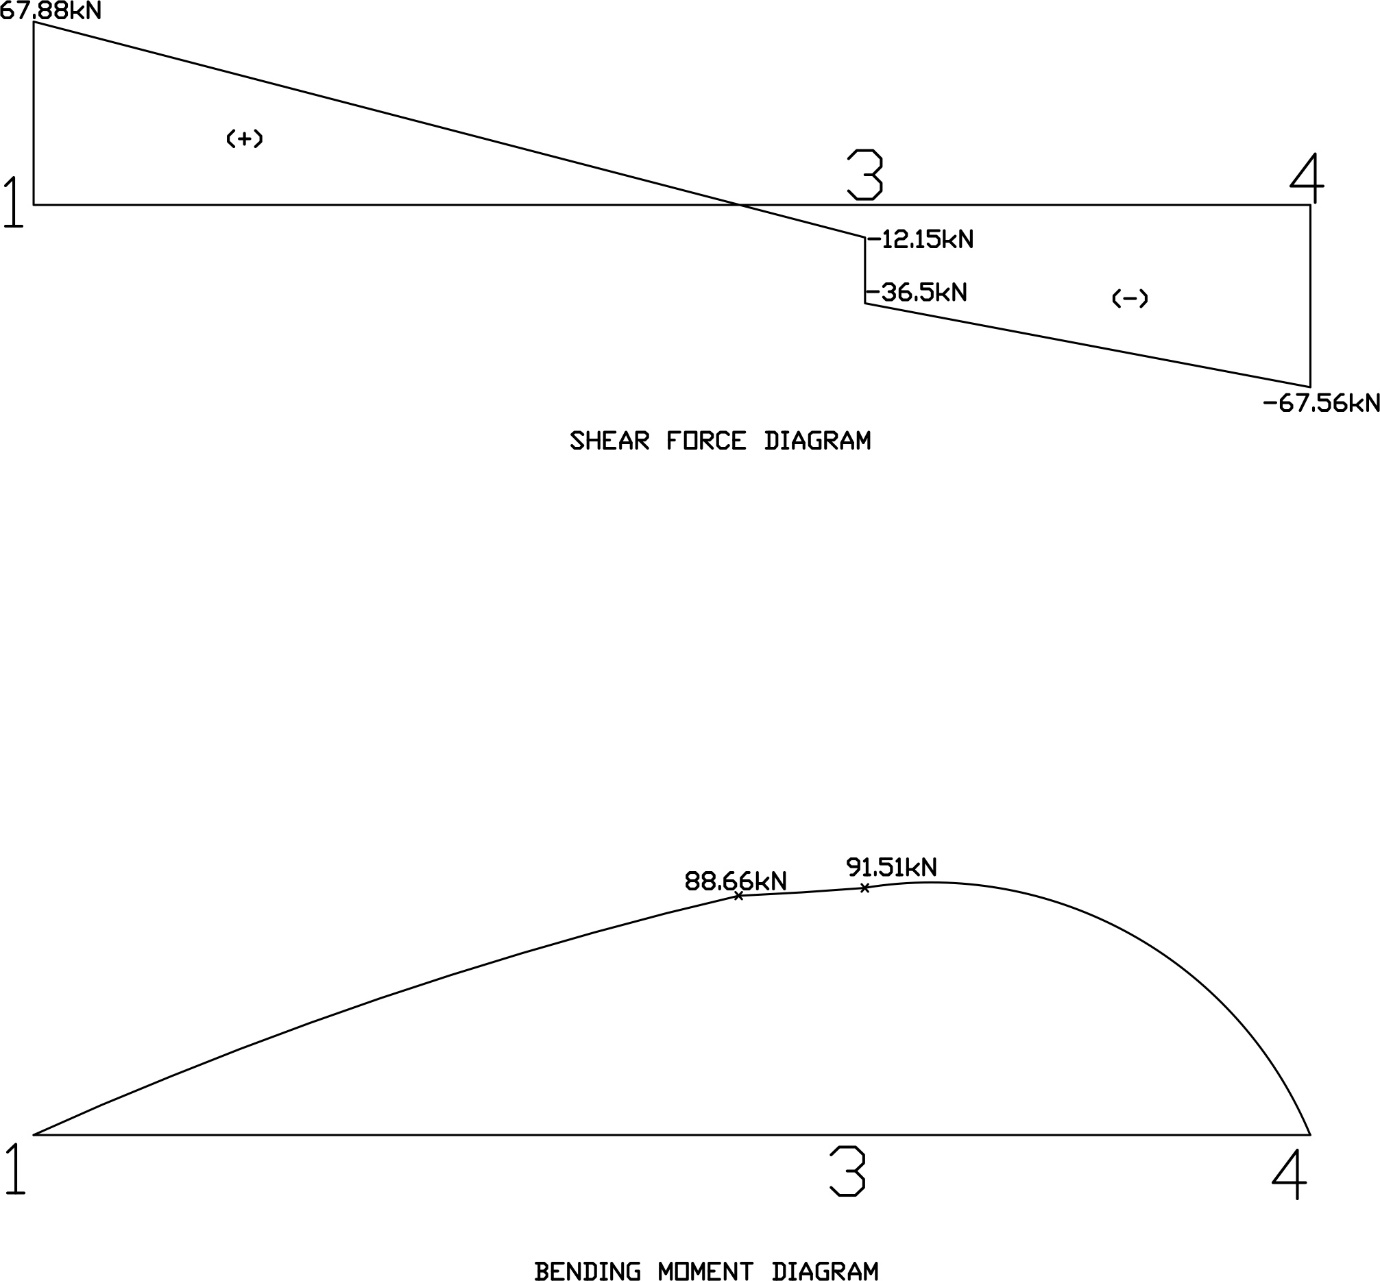 67.88kN
(+)
1
3
4
-12.15kN
-36.5kN
(-)
-67.56kN
SHEAR FORCE DIAGRAM
91.51kN
88.66kN
1
3
4
BENDING MOMENT DIAGRAM